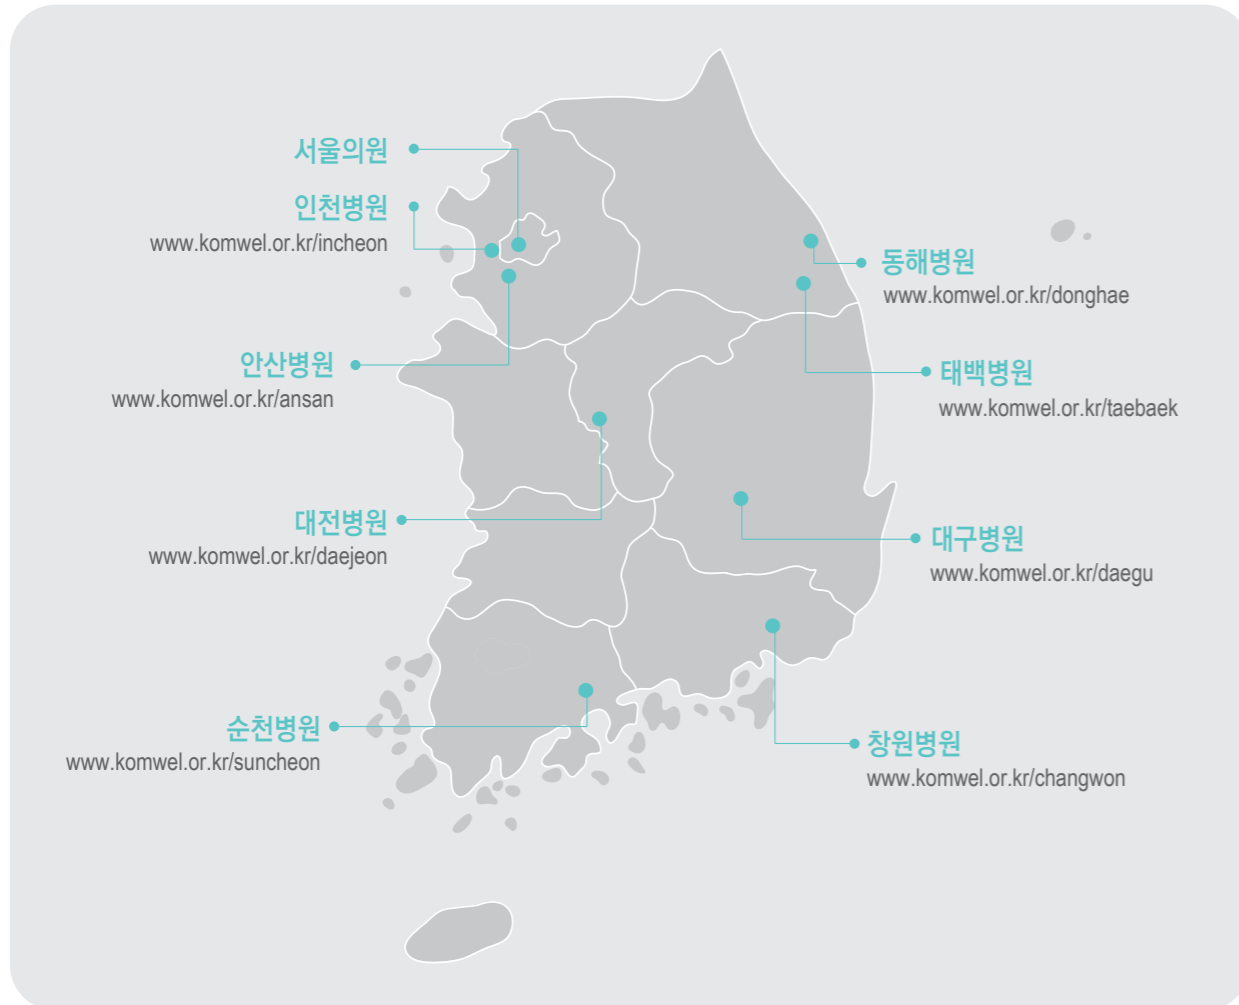 서울의원
인천병원
www.komwel.or.kr/incheon
동해병원
www.komwel.or.kr/donghae
안산병원
www.komwel.or.kr/ansan
태백병원
www.komwel.or.kr/taebaek
대전병원
www.komwel.or.kr/daejeon
대구병원
www.komwel.or.kr/daegu
순천병원
www.komwel.or.kr/suncheon
창원병원
www.komwel.or.kr/changwon